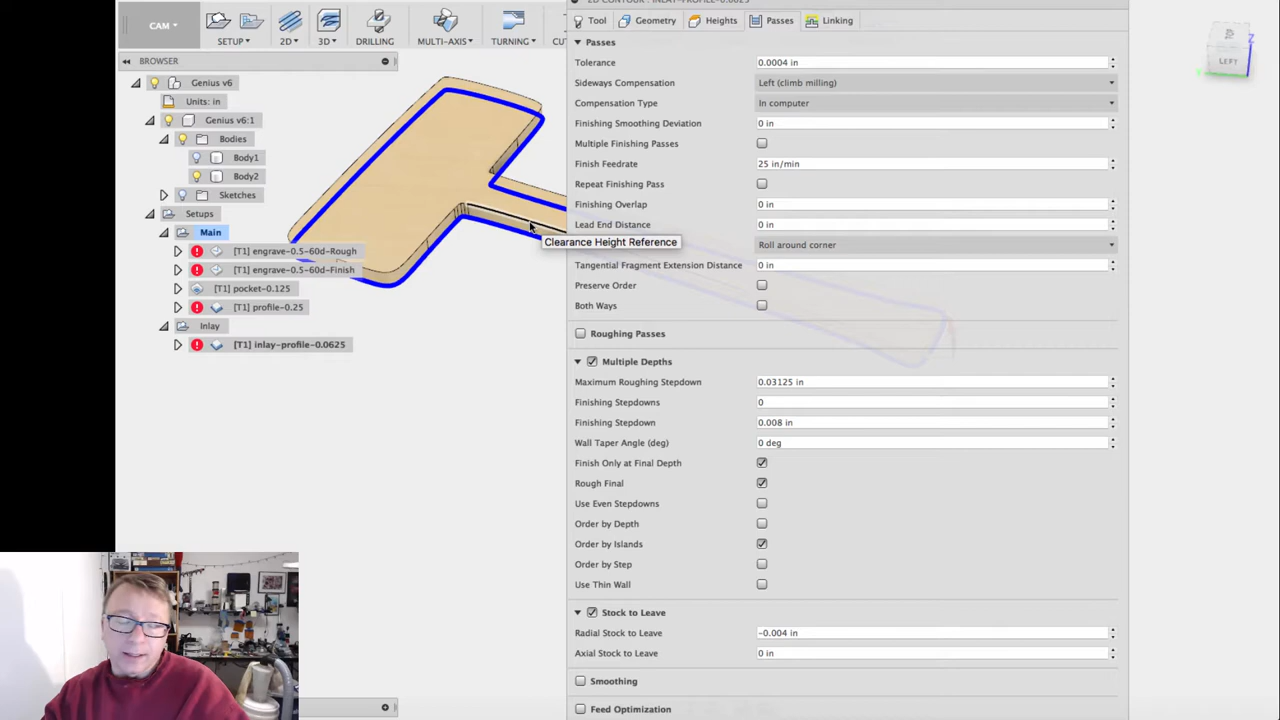 2D CONTOUR : INLAY-PROFILE-0.0625
CAM
SETUP
2D
3D
DRILLING
MULTI-AXIS
TURNING
CU
Tool
Geometry
Heights
Passes
Linking
BROWSER
Genius v6
Units: in
Genius v6:1
Bodies
Body1
Body2
Sketches
Setups
Main
[T1] engrave-0.5-60d-Rough
[T1] engrave-0.5-60d-Finish
[T1] pocket-0.125
[T1] profile-0.25
Inlay
[T1] inlay-profile-0.0625
Clearance Height Reference
LEFT
Z
Passes
Tolerance 0.0004 in
Sideways Compensation Left (climb milling)
Compensation Type In computer
Finishing Smoothing Deviation 0 in
Multiple Finishing Passes
Finish Feedrate 25 in/min
Repeat Finishing Pass
Finishing Overlap 0 in
Lead End Distance 0 in
Roll around corner
Tangential Fragment Extension Distance 0 in
Preserve Order
Both Ways
Roughing Passes
Multiple Depths
Maximum Roughing Stepdown 0.03125 in
Finishing Stepdowns 0
Finishing Stepdown 0.008 in
Wall Taper Angle (deg) 0 deg
Finish Only at Final Depth
Rough Final
Use Even Stepdowns
Order by Depth
Order by Islands
Order by Step
Use Thin Wall
Stock to Leave
Radial Stock to Leave -0.004 in
Axial Stock to Leave 0 in
Smoothing
Feed Optimization